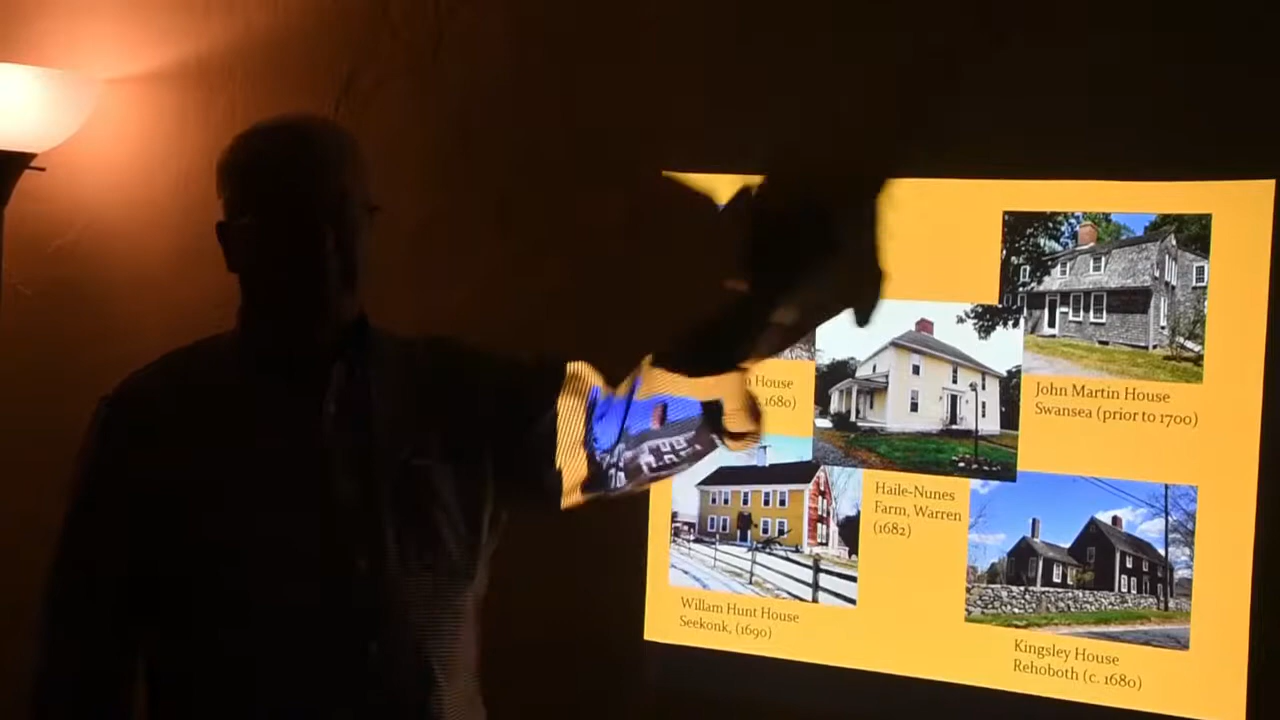 House
1680)
John Martin House
Swansea (prior to 1700)
Haile-Nunes
Farm, Warren
(1682)
Willam Hunt House
Seekonk, (1690)
Kingsley House
Rehoboth (c. 1680)